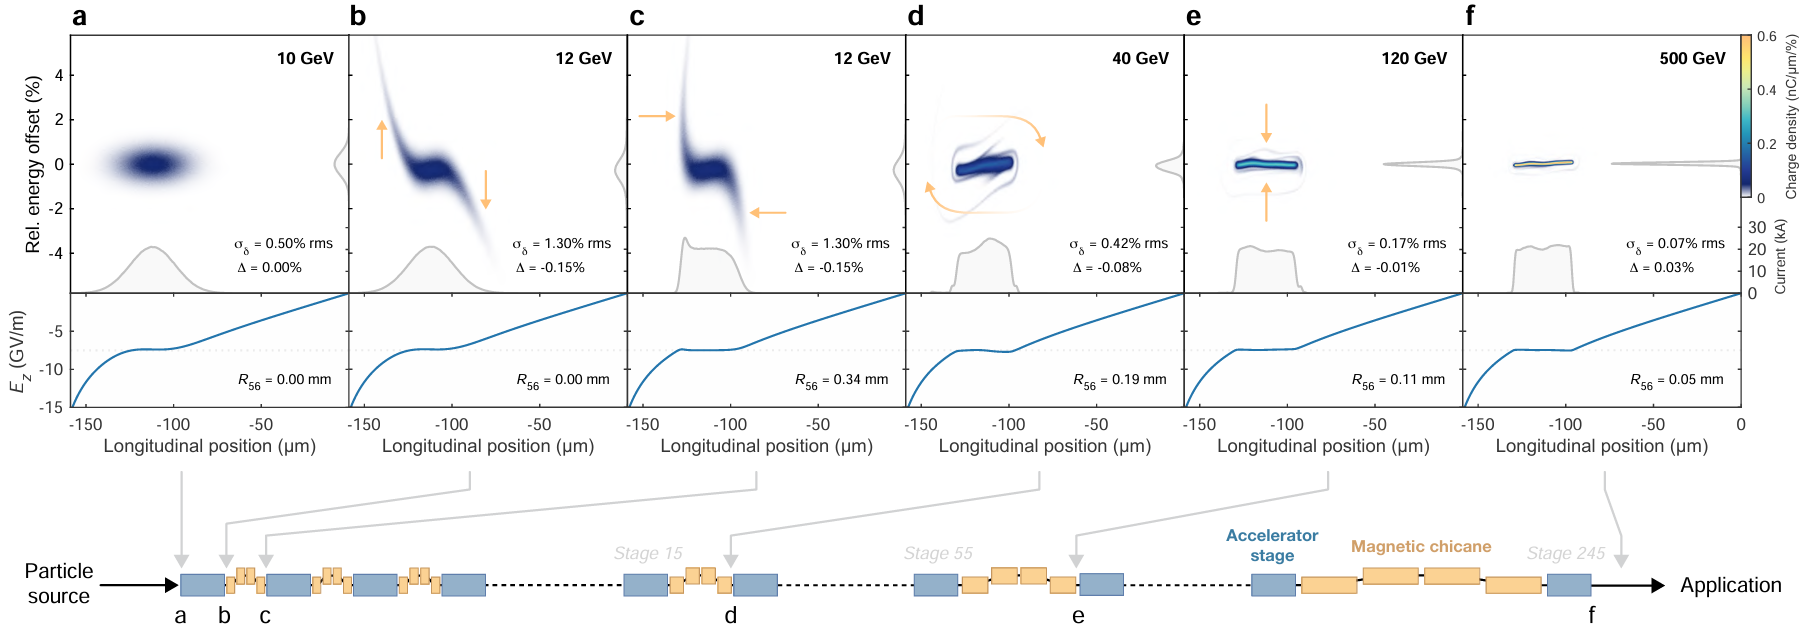 a b c d e f
10 GeV 12 GeV 12 GeV 40 GeV 120 GeV 500 GeV
Rel. energy offset (%)
4
2
0
-2
-4
σδ = 0.50% rms
Δ = 0.00%
σδ = 1.30% rms
Δ = -0.15%
σδ = 1.30% rms
Δ = -0.15%
σδ = 0.42% rms
Δ = -0.08%
σδ = 0.17% rms
Δ = -0.01%
σδ = 0.07% rms
Δ = 0.03%
0.6
0.4
0.2
0
Charge density (nC/μm/%)
30
20
10
0
Current (kA)
Ez (GV/m)
-5
-10
-15
R56 = 0.00 mm
R56 = 0.00 mm
R56 = 0.34 mm
R56 = 0.19 mm
R56 = 0.11 mm
R56 = 0.05 mm
-150 -100 -50 -150 -100 -50 -150 -100 -50 -150 -100 -50 -150 -100 -50 -150 -100 -50 0
Longitudinal position (μm) Longitudinal position (μm) Longitudinal position (μm) Longitudinal position (μm) Longitudinal position (μm) Longitudinal position (μm)
Particle
source
Stage 15
Stage 55
Accelerator
stage
Magnetic chicane
Stage 245
Application
a b c d e f